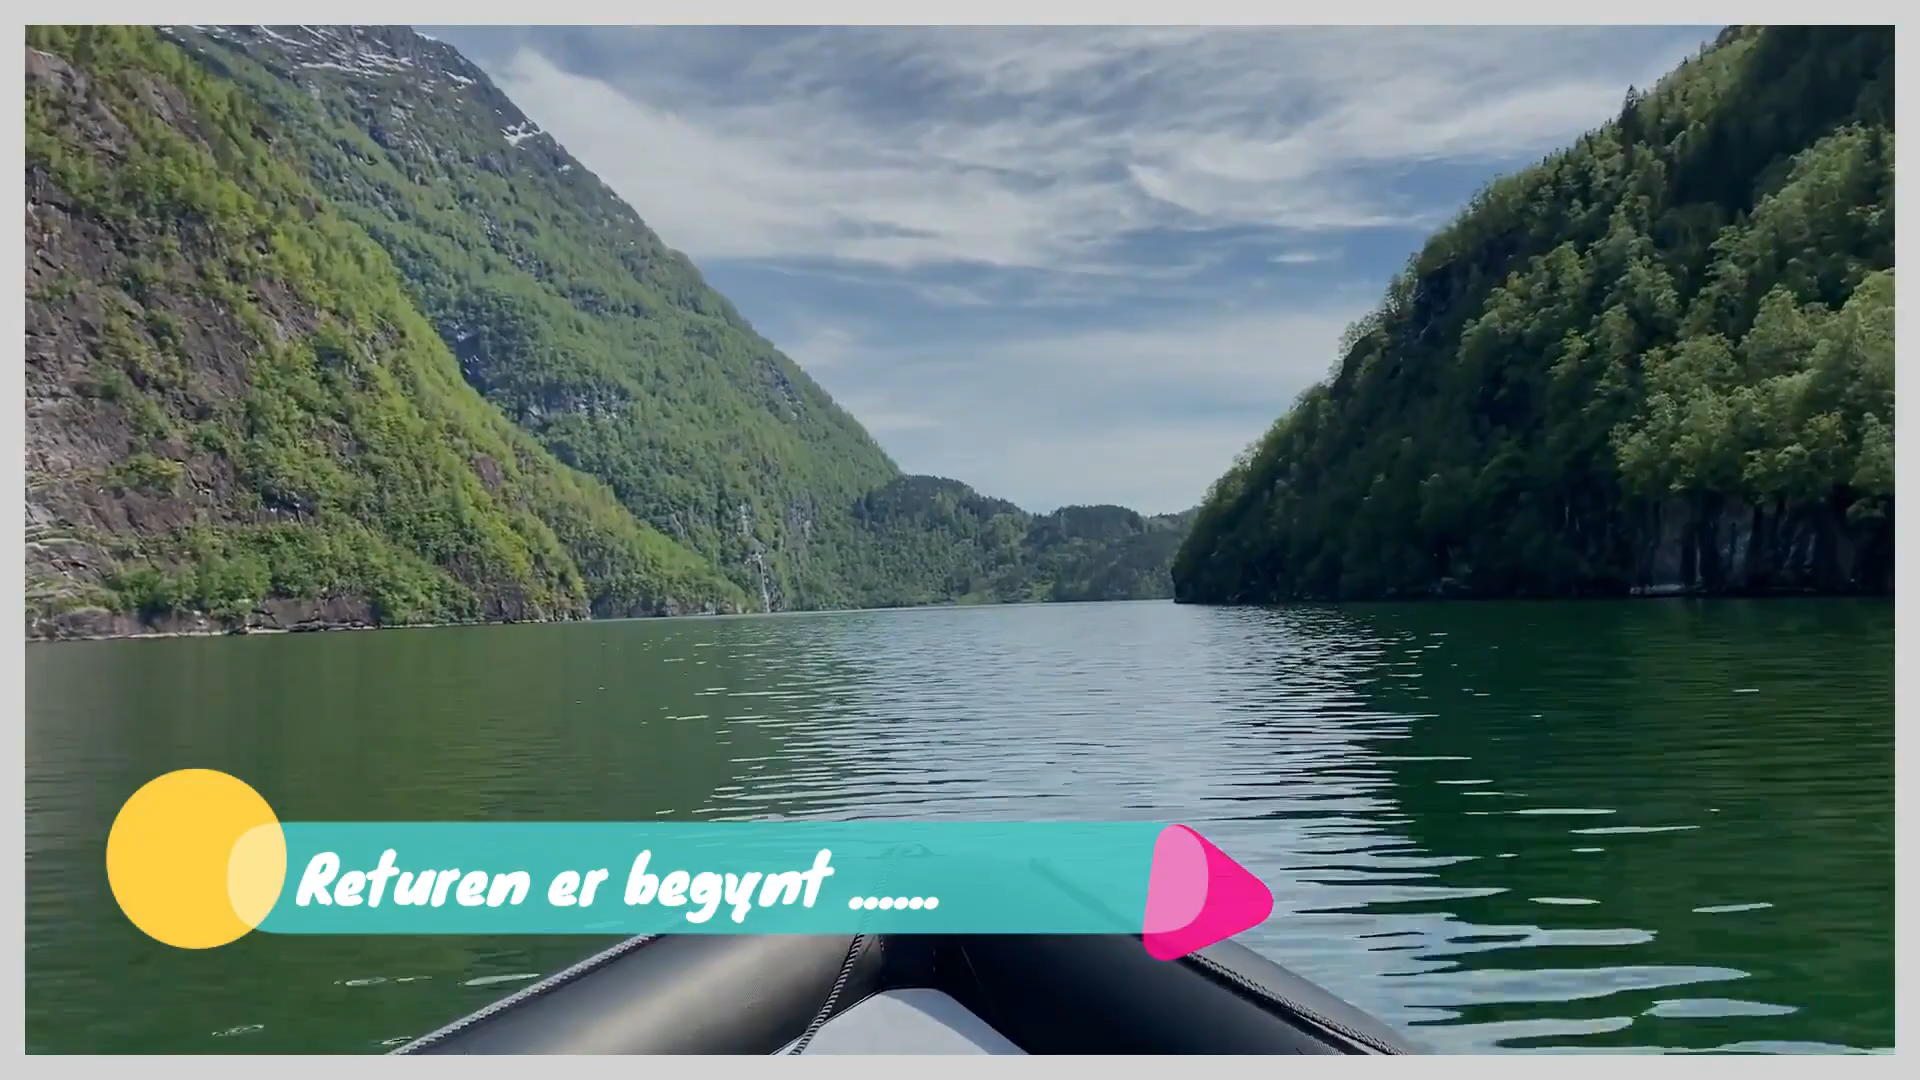 Returen er begynt ......